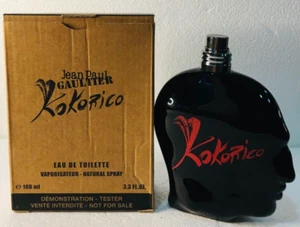 Jean Paul
GAULTIER
KOKORICO
EAU DE TOILETTE
VAPORISATEUR - NATURAL SPRAY
℮ 100 ml 3.3 FL.OZ.
DÉMONSTRATION - TESTER
VENTE INTERDITE - NOT FOR SALE
KOKORICO